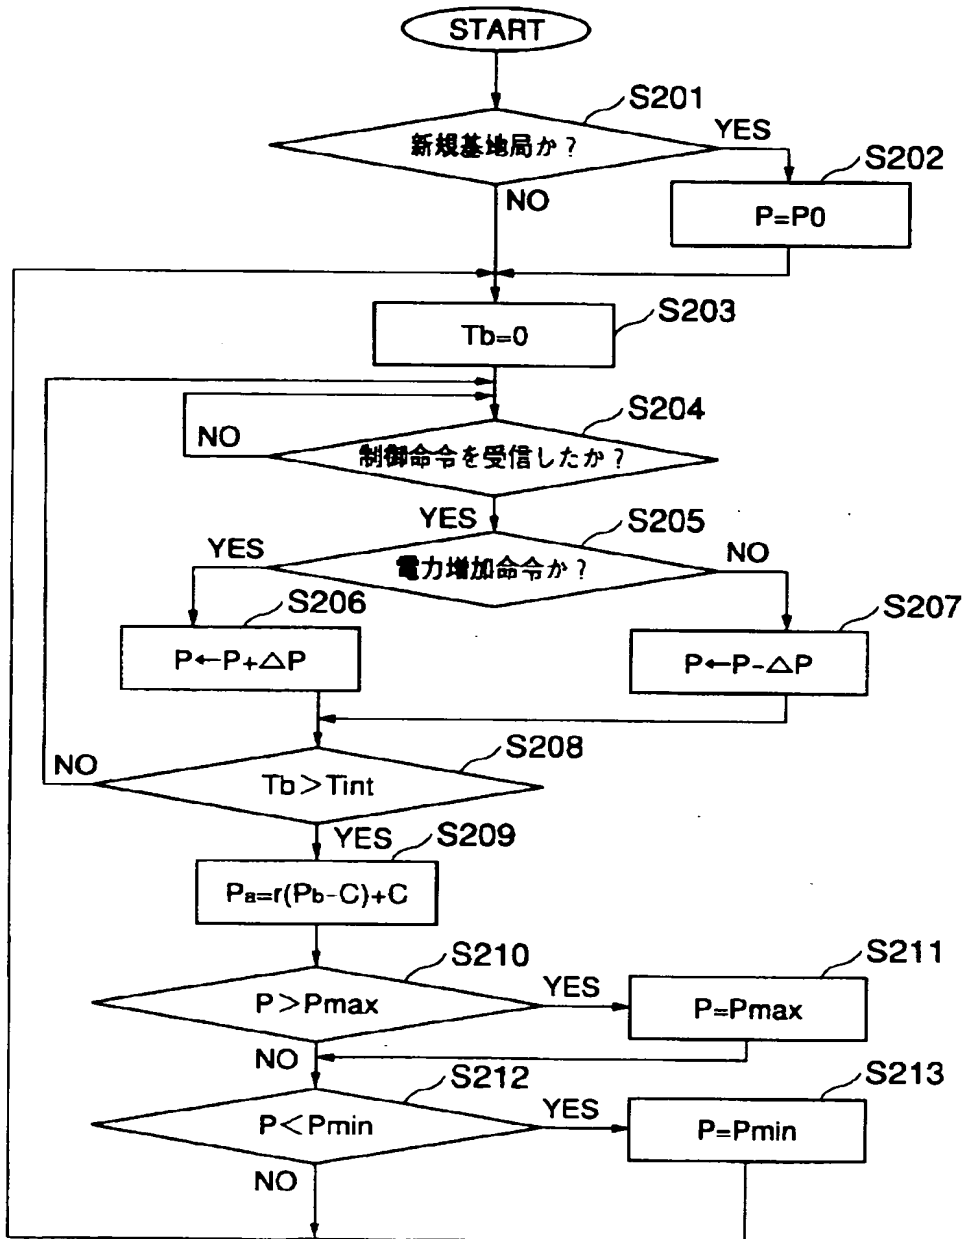 START
S201
新規基地局か?
YES
S202
NO
P=P0
S203
Tb=0
S204
NO
制御命令を受信したか?
YES
S205
YES
電力増加命令か?
NO
S206
S207
P←P+△P
P←P-△P
S208
NO
Tb>Tint
YES
S209
Pa=r(Pb-C)+C
S210
S211
P>Pmax
YES
P=Pmax
NO
S212
S213
P<Pmin
YES
P=Pmin
NO